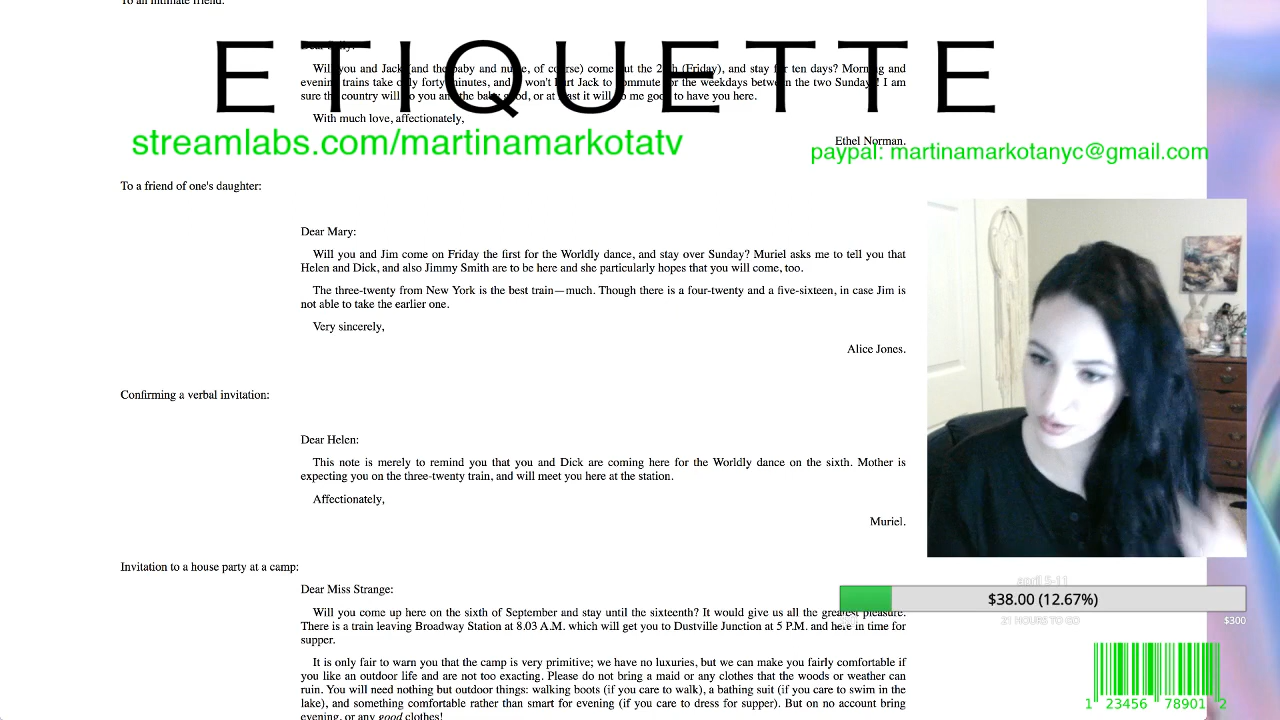 To an intimate friend:
ETIQUETTE
Dear Sally:
Will you and Jack (and the baby and nurse, of course) come out the 28th (Friday), and stay for ten days? Morning and
evening trains take only forty minutes, and it won't hurt Jack to commute for the weekdays between the two Sundays! I am
sure the country will do you and the baby good, or at least it will do me good to have you here.
With much love, affectionately,
Ethel Norman.
streamlabs.com/martinamarkotatv
paypal: martinamarkotanyc@gmail.com
To a friend of one's daughter:
Dear Mary:
Will you and Jim come on Friday the first for the Worldly dance, and stay over Sunday? Muriel asks me to tell you that
Helen and Dick, and also Jimmy Smith are to be here and she particularly hopes that you will come, too.
The three-twenty from New York is the best train—much. Though there is a four-twenty and a five-sixteen, in case Jim is
not able to take the earlier one.
Very sincerely,
Alice Jones.
Confirming a verbal invitation:
Dear Helen:
This note is merely to remind you that you and Dick are coming here for the Worldly dance on the sixth. Mother is
expecting you on the three-twenty train, and will meet you here at the station.
Affectionately,
Muriel.
Invitation to a house party at a camp:
Dear Miss Strange:
Will you come up here on the sixth of September and stay until the sixteenth? It would give us all the greatest pleasure.
There is a train leaving Broadway Station at 8.03 A.M. which will get you to Dustville Junction at 5 P.M. and here in time for
supper.
It is only fair to warn you that the camp is very primitive; we have no luxuries, but we can make you fairly comfortable if
you like an outdoor life and are not too exacting. Please do not bring a maid or any clothes that the woods or weather can
ruin. You will need nothing but outdoor things: walking boots (if you care to walk), a bathing suit (if you care to swim in the
lake), and something comfortable rather than smart for evening (if you care to dress for supper). But on no account bring
evening, or any good clothes!
april 5-11
$38.00 (12.67%)
21 HOURS TO GO
$300
1 23456 78901 2